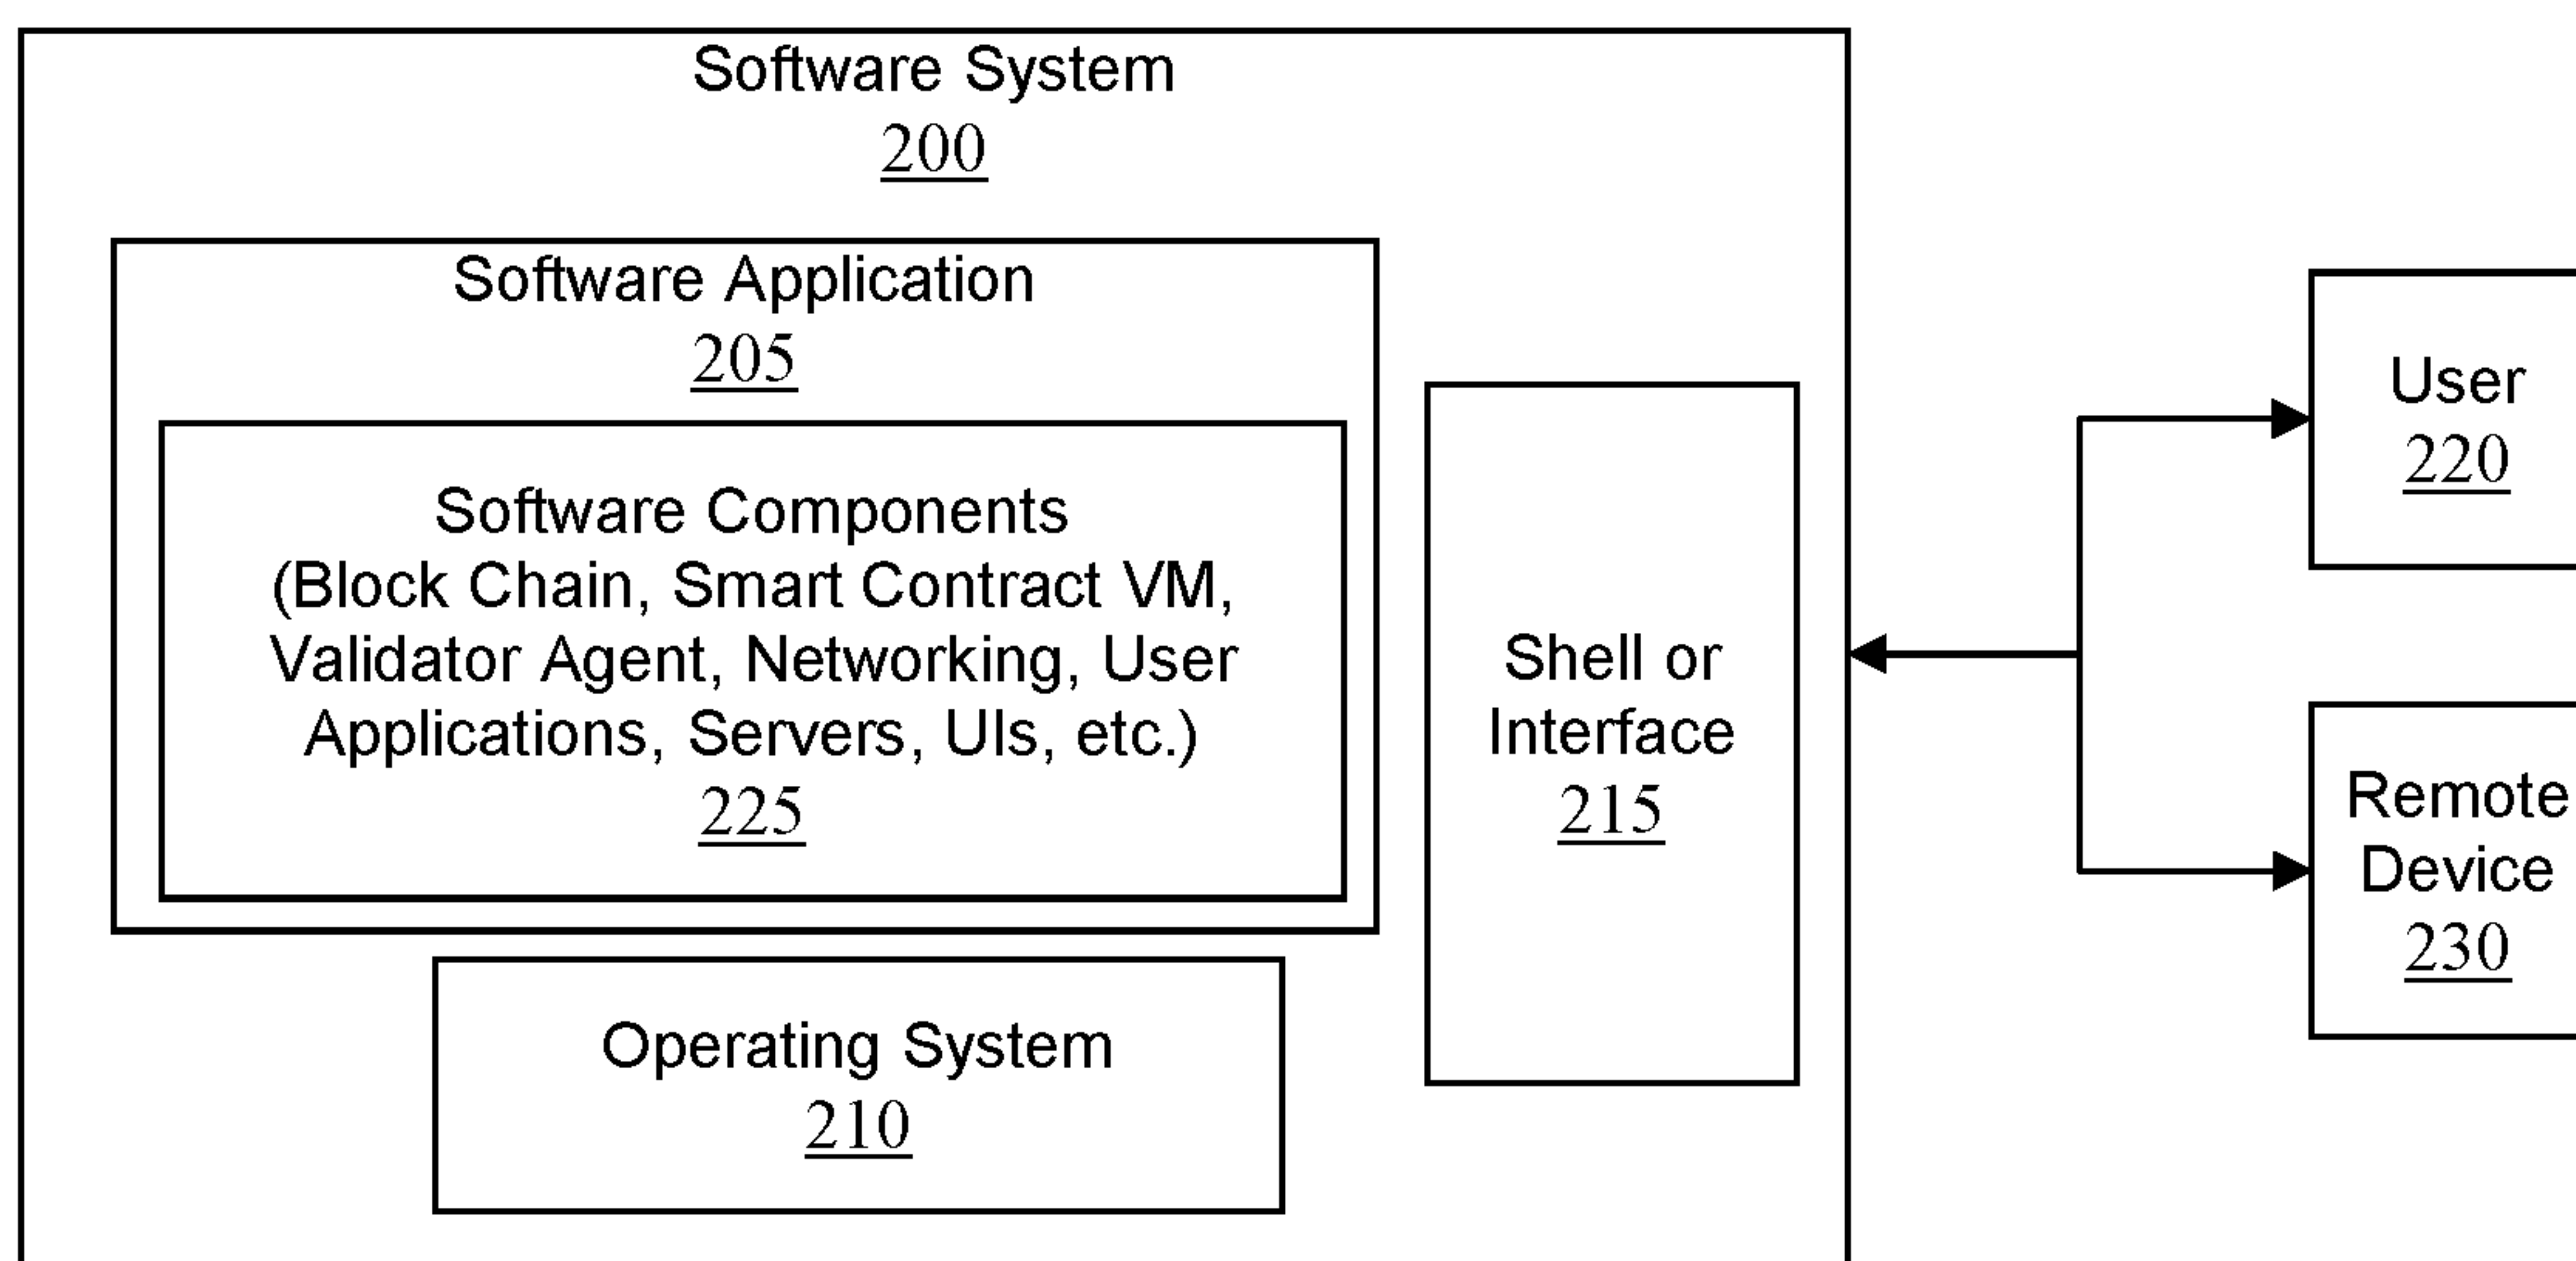 Software System
200
Software Application
205
Software Components
(Block Chain, Smart Contract VM,
Validator Agent, Networking, User
Applications, Servers, UIs, etc.)
225
Operating System
210
Shell or
Interface
215
User
220
Remote
Device
230